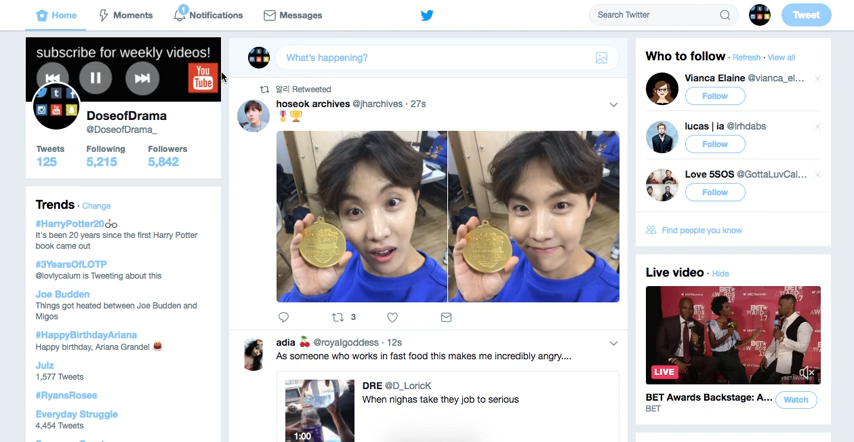 Home
Moments
1
Notifications
Messages
Search Twitter
Tweet
subscribe for weekly videos!
You
Tube
DoseofDrama
@DoseofDrama_
Tweets Following Followers
125 5,215 5,842
Trends · Change
#HarryPotter20
It's been 20 years since the first Harry Potter
book came out
#3YearsOfLOTP
@lovlycalum is Tweeting about this
Joe Budden
Things got heated between Joe Budden and
Migos
#HappyBirthdayAriana
Happy birthday, Ariana Grande!
Julz
1,577 Tweets
#RyansRoses
Everyday Struggle
4,454 Tweets
What's happening?
알리 Retweeted
hoseok archives @jharchives · 27s
3
adia @royalgoddess · 12s
As someone who works in fast food this makes me incredibly angry....
DRE @D_LoricK
When nighas take they job to serious
1:00
Who to follow · Refresh · View all
Vianca Elaine @vianca_el...
Follow
lucas | ia @lrhdabs
Follow
Love 5SOS @GottaLuvCal...
Follow
Find people you know
Live video · Hide
LIVE
BET Awards Backstage: A...
BET
Watch